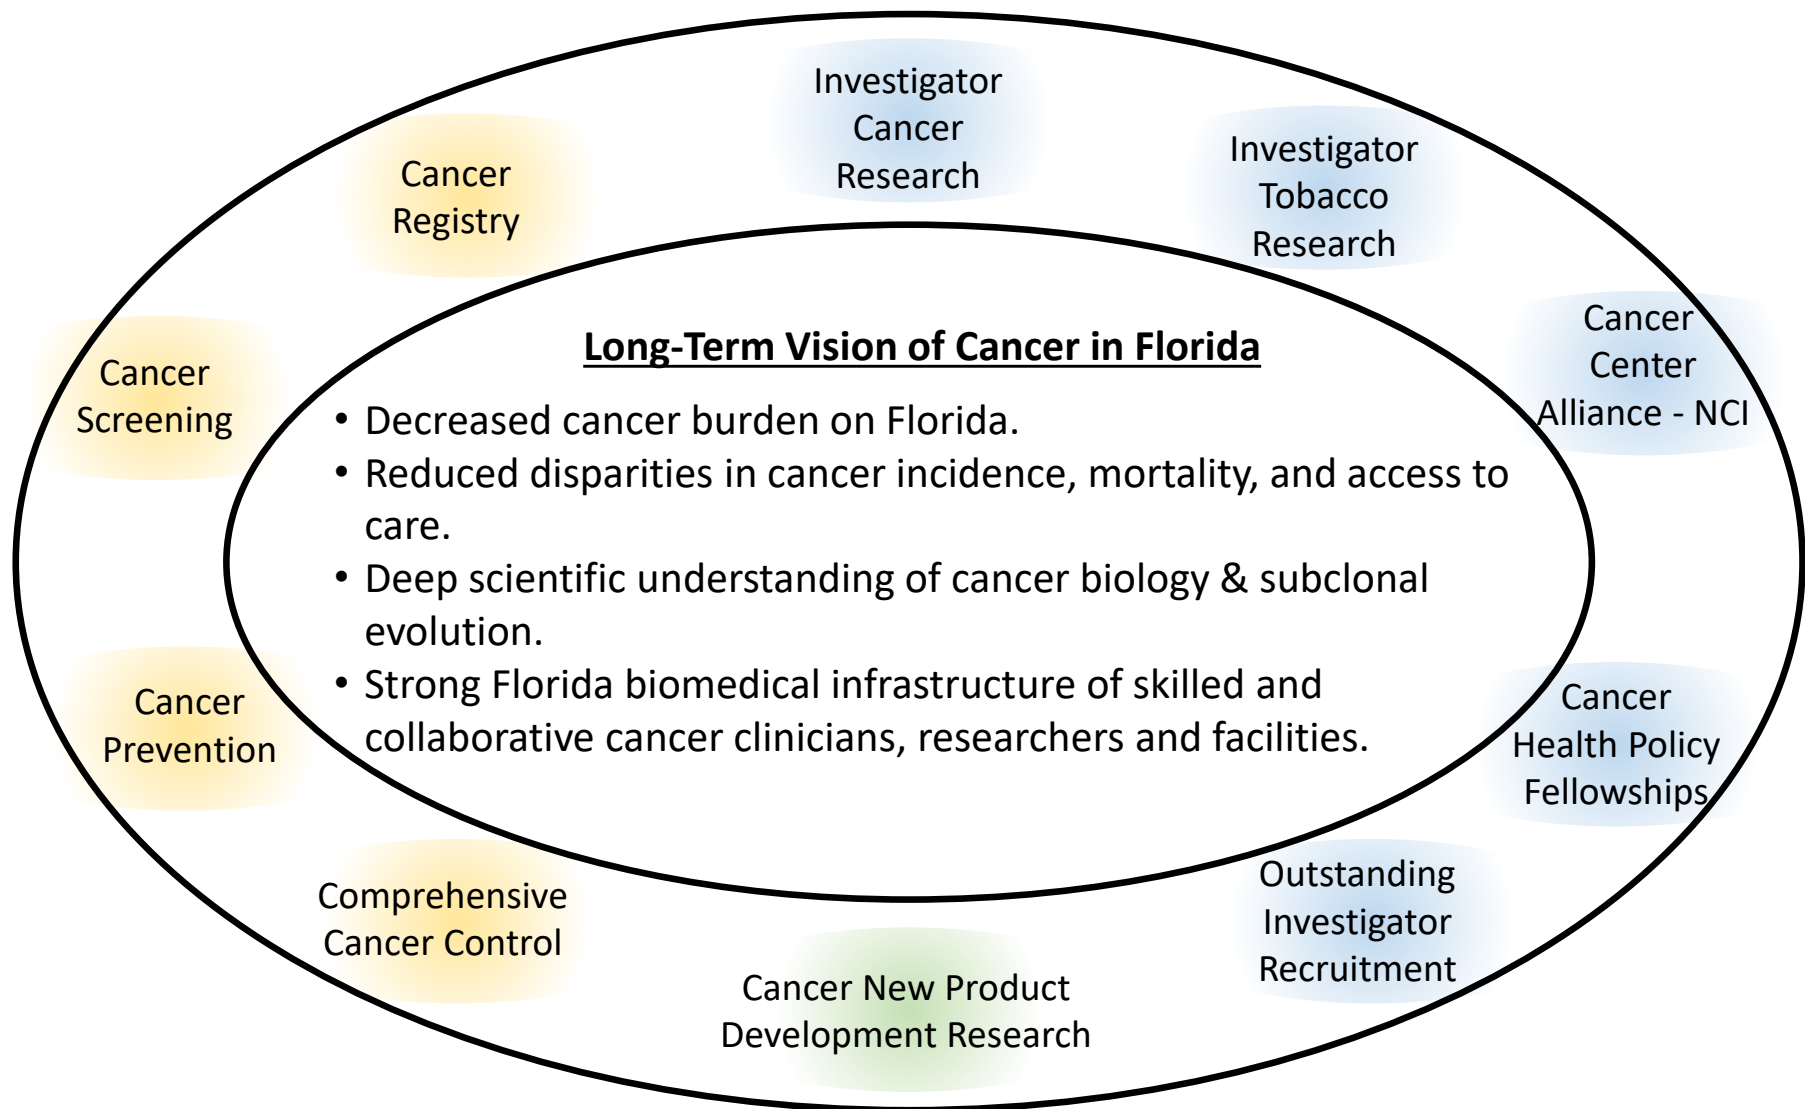 Investigator
Cancer
Research
Investigator
Tobacco
Research
Cancer
Center
Alliance - NCI
Cancer
Health Policy
Fellowships
Outstanding
Investigator
Recruitment
Cancer New Product
Development Research
Comprehensive
Cancer Control
Cancer
Prevention
Cancer
Screening
Cancer
Registry
Long-Term Vision of Cancer in Florida
• Decreased cancer burden on Florida.
• Reduced disparities in cancer incidence, mortality, and access to
care.
• Deep scientific understanding of cancer biology & subclonal
evolution.
• Strong Florida biomedical infrastructure of skilled and
collaborative cancer clinicians, researchers and facilities.